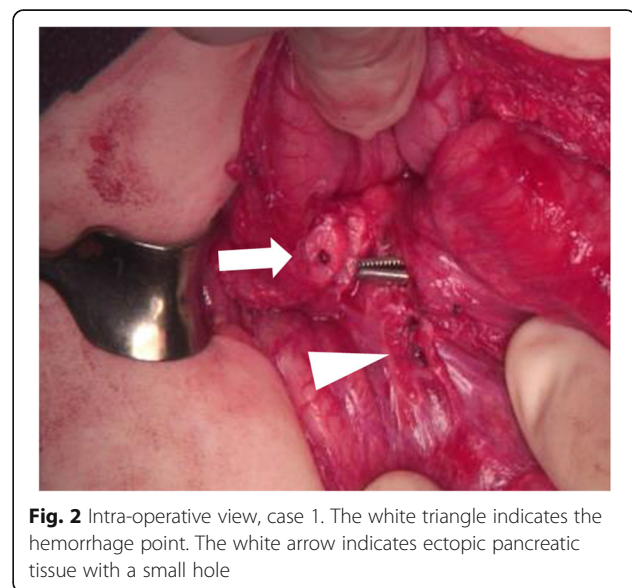 Fig. 2 Intra-operative view, case 1. The white triangle indicates the
hemorrhage point. The white arrow indicates ectopic pancreatic
tissue with a small hole